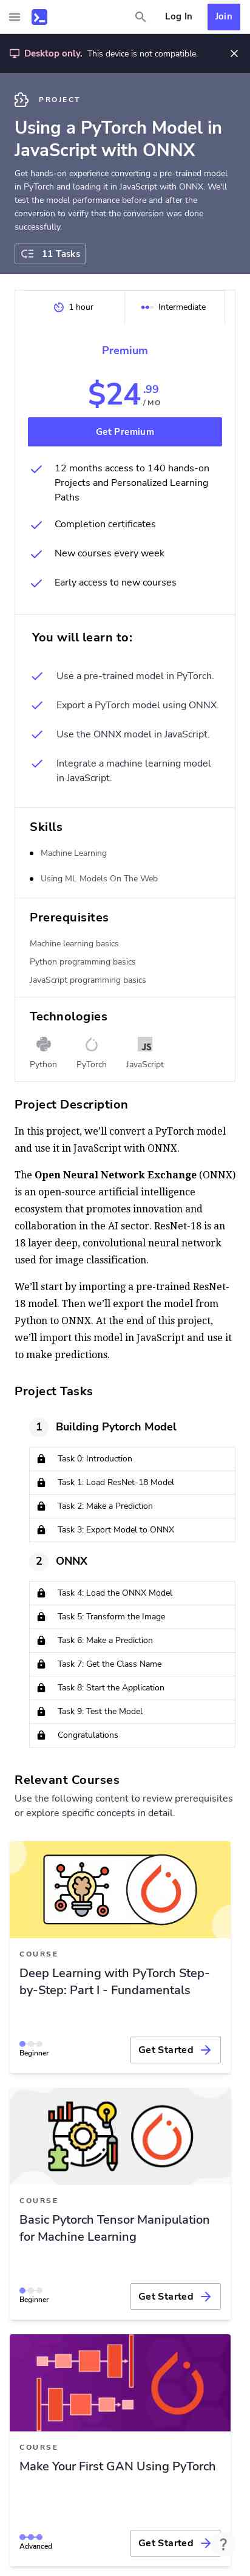 Log In
Join
Desktop only. This device is not compatible.
PROJECT
Using a PyTorch Model in
JavaScript with ONNX
Get hands-on experience converting a pre-trained model
in PyTorch and loading it in JavaScript with ONNX. We'll
test the model performance before and after the
conversion to verify that the conversion was done
successfully.
11 Tasks
1 hour
Intermediate
Premium
$24.99
/ MO
Get Premium
12 months access to 140 hands-on
Projects and Personalized Learning
Paths
Completion certificates
New courses every week
Early access to new courses
You will learn to:
Use a pre-trained model in PyTorch.
Export a PyTorch model using ONNX.
Use the ONNX model in JavaScript.
Integrate a machine learning model
in JavaScript.
Skills
Machine Learning
Using ML Models On The Web
Prerequisites
Machine learning basics
Python programming basics
JavaScript programming basics
Technologies
JS
Python
PyTorch
JavaScript
Project Description
In this project, we'll convert a PyTorch model
and use it in JavaScript with ONNX.
The Open Neural Network Exchange (ONNX)
is an open-source artificial intelligence
ecosystem that promotes innovation and
collaboration in the AI sector. ResNet-18 is an
18 layer deep, convolutional neural network
used for image classification.
We'll start by importing a pre-trained ResNet-
18 model. Then we'll export the model from
Python to ONNX. At the end of this project,
we'll import this model in JavaScript and use it
to make predictions.
Project Tasks
1 Building Pytorch Model
Task 0: Introduction
Task 1: Load ResNet-18 Model
Task 2: Make a Prediction
Task 3: Export Model to ONNX
2 ONNX
Task 4: Load the ONNX Model
Task 5: Transform the Image
Task 6: Make a Prediction
Task 7: Get the Class Name
Task 8: Start the Application
Task 9: Test the Model
Congratulations
Relevant Courses
Use the following content to review prerequisites
or explore specific concepts in detail.
COURSE
Deep Learning with PyTorch Step-
by-Step: Part I - Fundamentals
Beginner
Get Started
COURSE
Basic Pytorch Tensor Manipulation
for Machine Learning
Beginner
Get Started
COURSE
Make Your First GAN Using PyTorch
Advanced
Get Started
?